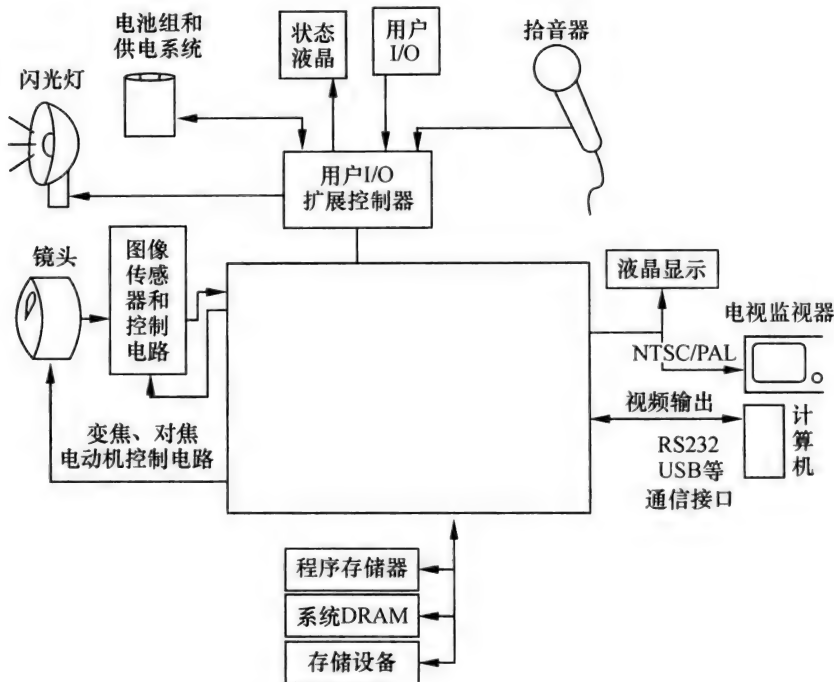 电池组和
供电系统
状态
液晶
用户
I/O
拾音器
闪光灯
用户I/O
扩展控制器
镜头
图像
传感
器和
控制
电路
液晶显示
电视监视器
NTSC/PAL
视频输出
计
算
机
RS232
USB等
通信接口
变焦、对焦
电动机控制电路
程序存储器
系统DRAM
存储设备